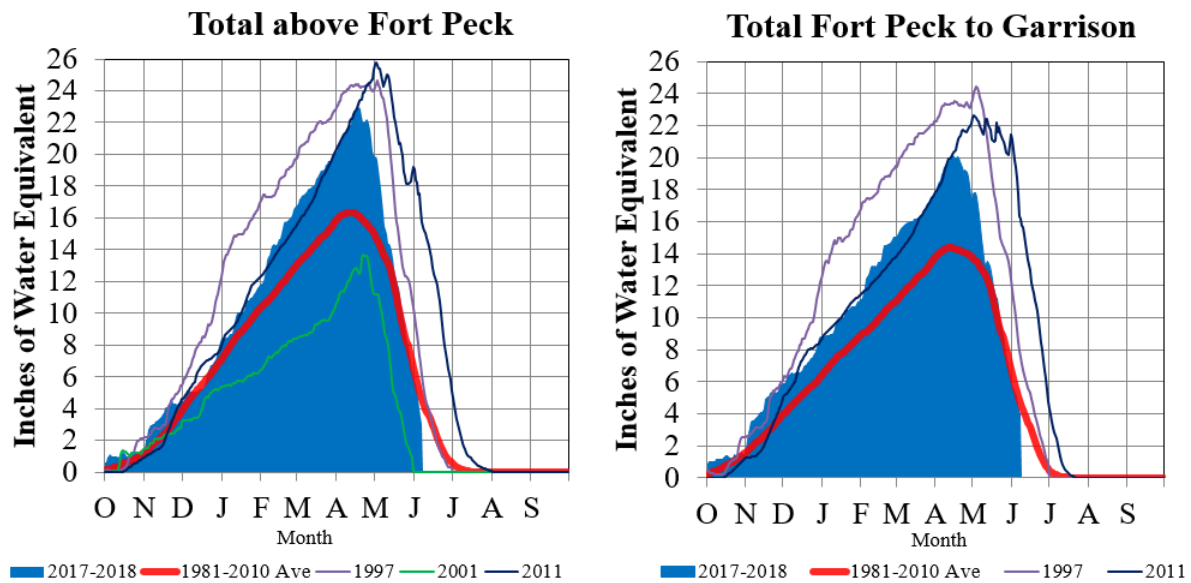 Total above Fort Peck
Inches of Water Equivalent
26
24
22
20
18
16
14
12
10
8
6
4
2
0
O N D J F M A M J J A S
Month
2017-2018 1981-2010 Ave 1997 2001 2011
Total Fort Peck to Garrison
Inches of Water Equivalent
26
24
22
20
18
16
14
12
10
8
6
4
2
0
O N D J F M A M J J A S
Month
2017-2018 1981-2010 Ave 1997 2011